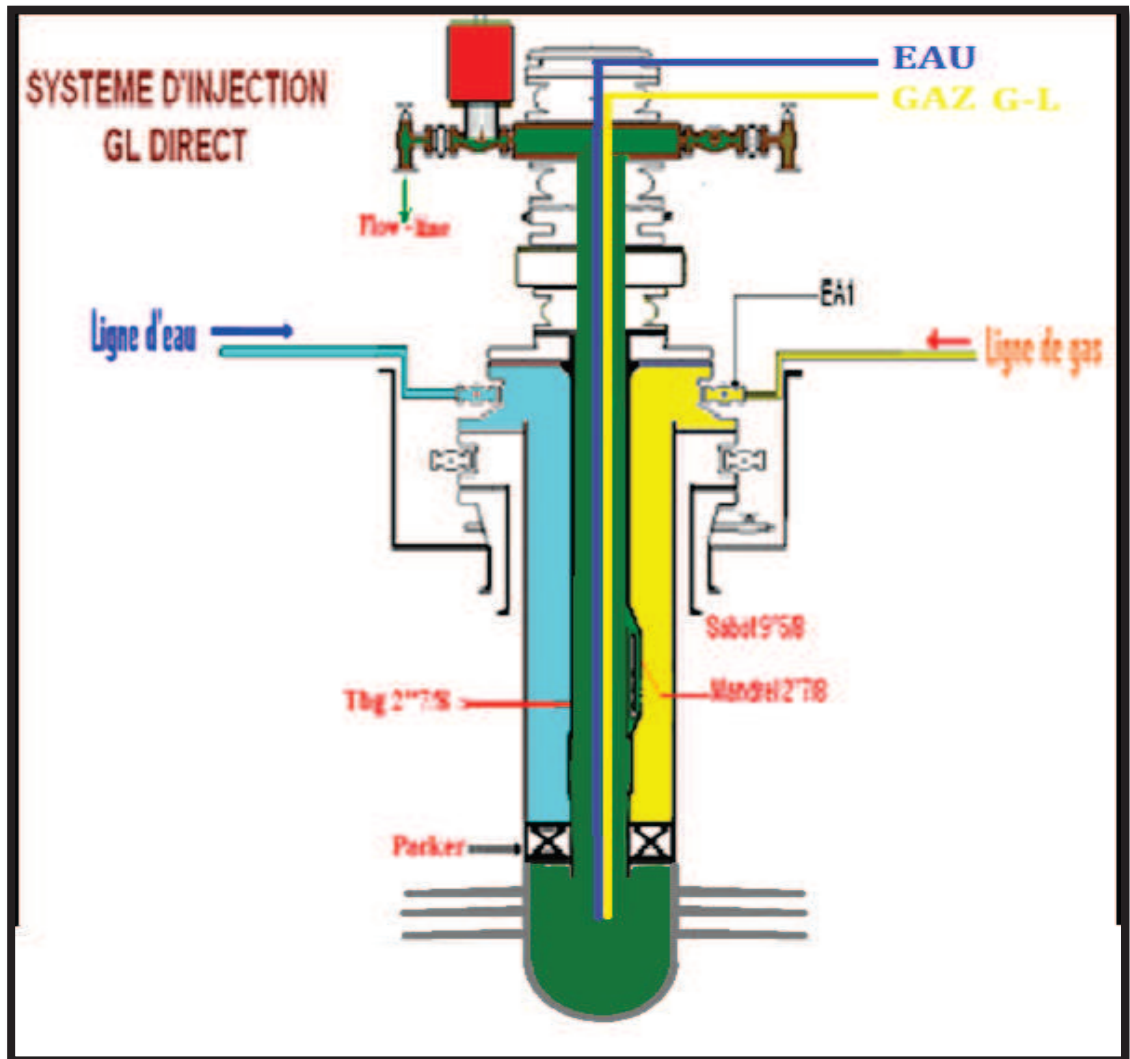 SYSTEME D'INJECTION
GL DIRECT
EAU
GAZ G-L
Flow-line
EA1
Ligne d'eau
Ligne de gas
Sabot 9"5/8
Mandrel 2"7/8
Tbg 2"7/8
Parker